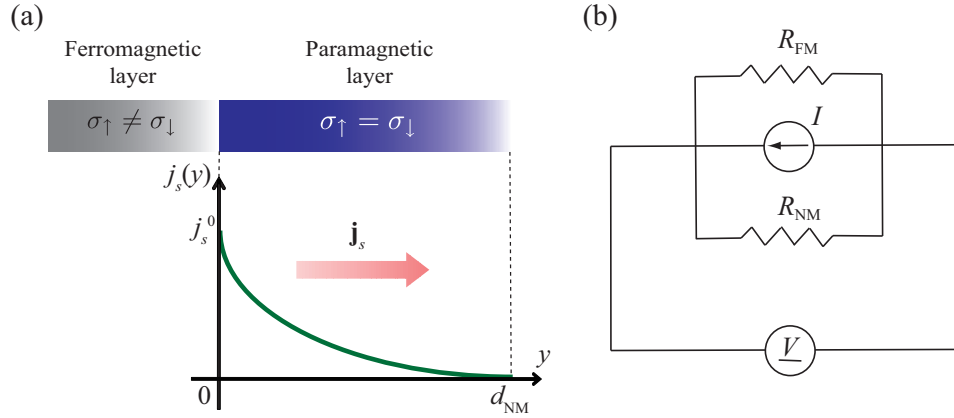 (a)
Ferromagnetic
layer
Paramagnetic
layer
σ↑ ≠ σ↓
σ↑ = σ↓
j_s(y)
j_s^0
𝐣_s
y
0
d_NM
(b)
R_FM
I
R_NM
V